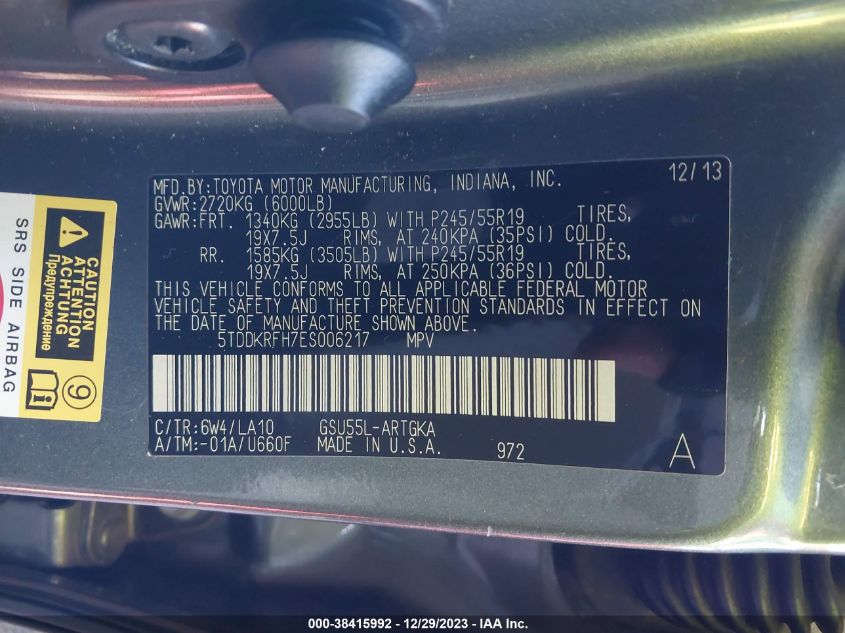 MFD.BY:TOYOTA MOTOR MANUFACTURING, INDIANA, INC. 12/13
GVWR:2720KG (6000LB)
GAWR:FRT. 1340KG (2955LB) WITH P245/55R19 TIRES,
19X7.5J RIMS, AT 240KPA (35PSI) COLD.
RR. 1585KG (3505LB) WITH P245/55R19 TIRES,
19X7.5J RIMS, AT 250KPA (36PSI) COLD.
THIS VEHICLE CONFORMS TO ALL APPLICABLE FEDERAL MOTOR
VEHICLE SAFETY AND THEFT PREVENTION STANDARDS IN EFFECT ON
THE DATE OF MANUFACTURE SHOWN ABOVE.
5TDDKRFH7ES006217 MPV
C/TR:6W4/LA10 GSU55L-ARTGKA
A/TM:-01A/U660F MADE IN U.S.A. 972 A
SRS SIDE AIRBAG
CAUTION
ATTENTION
ACHTUNG
Предупреждение
9
000-38415992 - 12/29/2023 - IAA Inc.